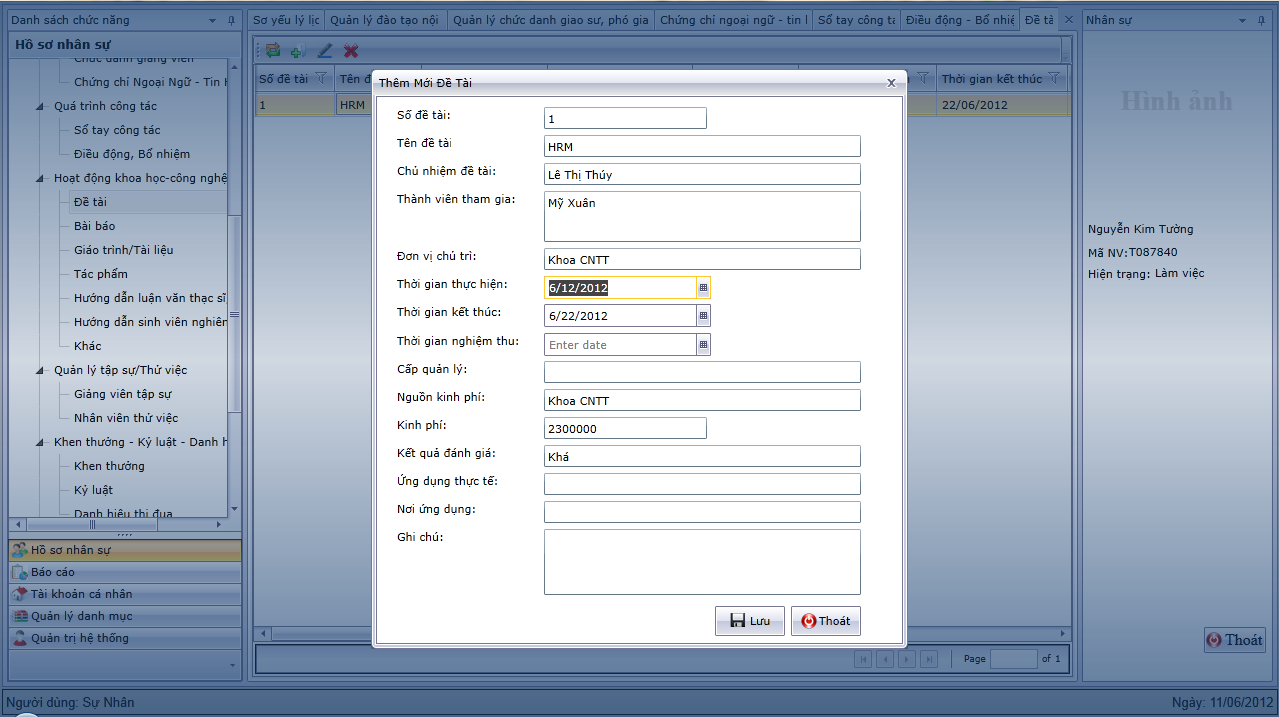 Danh sách chức năng
Hồ sơ nhân sự
Chức danh giảng viên
Chứng chỉ Ngoại Ngữ - Tin H
Quá trình công tác
Sổ tay công tác
Điều động, Bổ nhiệm
Hoạt động khoa học-công nghệ
Đề tài
Bài báo
Giáo trình/Tài liệu
Tác phẩm
Hướng dẫn luận văn thạc sĩ
Hướng dẫn sinh viên nghiên
Khác
Quản lý tập sự/Thử việc
Giảng viên tập sự
Nhân viên thử việc
Khen thưởng - Kỷ luật - Danh h
Khen thưởng
Kỷ luật
Danh hiệu thi đua
Hồ sơ nhân sự
Báo cáo
Tài khoản cá nhân
Quản lý danh mục
Quản trị hệ thống
Sơ yếu lý lịc
Quản lý đào tạo nội
Quản lý chức danh giáo sư, phó giá
Chứng chỉ ngoại ngữ - tin l
Sổ tay công tá
Điều động - Bổ nhiệ
Đề tà
Số đề tài
Tên đ
Thời gian kết thúc
1
HRM
22/06/2012
Thêm Mới Đề Tài
Số đề tài:
1
Tên đề tài
HRM
Chủ nhiệm đề tài:
Lê Thị Thúy
Thành viên tham gia:
Mỹ Xuân
Đơn vị chủ trì:
Khoa CNTT
Thời gian thực hiện:
6/12/2012
Thời gian kết thúc:
6/22/2012
Thời gian nghiệm thu:
Enter date
Cấp quản lý:
Nguồn kinh phí:
Khoa CNTT
Kinh phí:
2300000
Kết quả đánh giá:
Khá
Ứng dụng thực tế:
Nơi ứng dụng:
Ghi chú:
Lưu
Thoát
Page
of 1
Nhân sự
Hình ảnh
Nguyễn Kim Tường
Mã NV:T087840
Hiện trạng: Làm việc
Thoát
Người dùng: Sự Nhân
Ngày: 11/06/2012